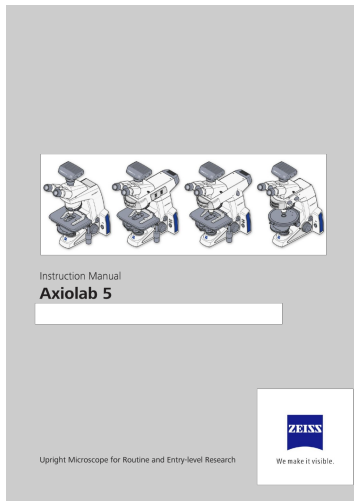 Instruction Manual
Axiolab 5
ZEISS
Upright Microscope for Routine and Entry-level Research
We make it visible.